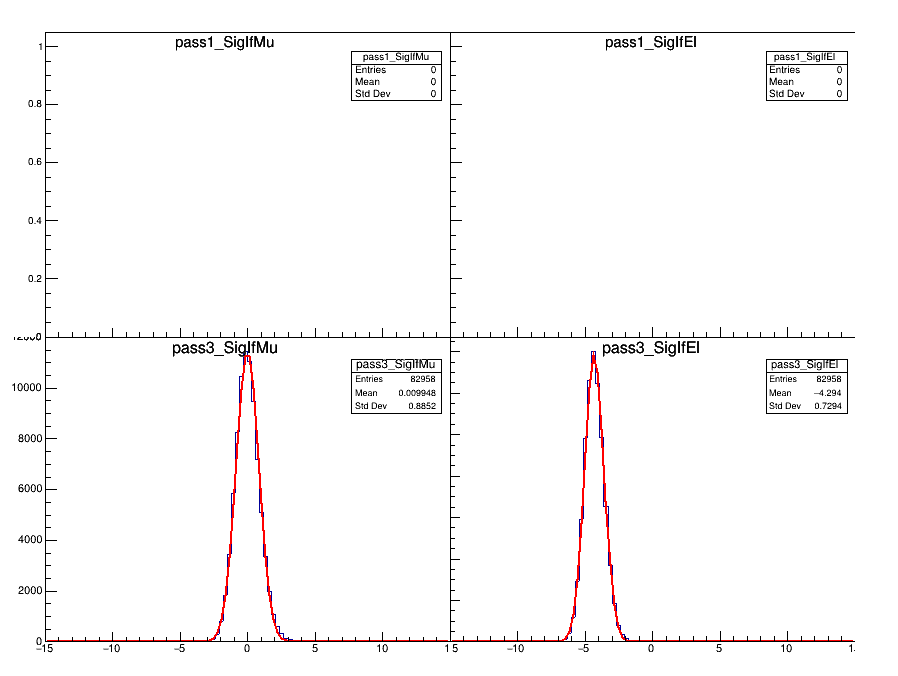 pass1_SigIfMu
pass1_SigIfEl
1
pass1_SigIfMu
Entries 0
Mean 0
Std Dev 0
pass1_SigIfEl
Entries 0
Mean 0
Std Dev 0
0.8
0.6
0.4
0.2
pass3_SigIfMu
pass3_SigIfEl
pass3_SigIfMu
Entries 82958
Mean 0.009948
Std Dev 0.8852
pass3_SigIfEl
Entries 82958
Mean −4.294
Std Dev 0.7294
10000
8000
6000
4000
2000
0
−15 −10 −5 0 5 10 15 −10 −5 0 5 10